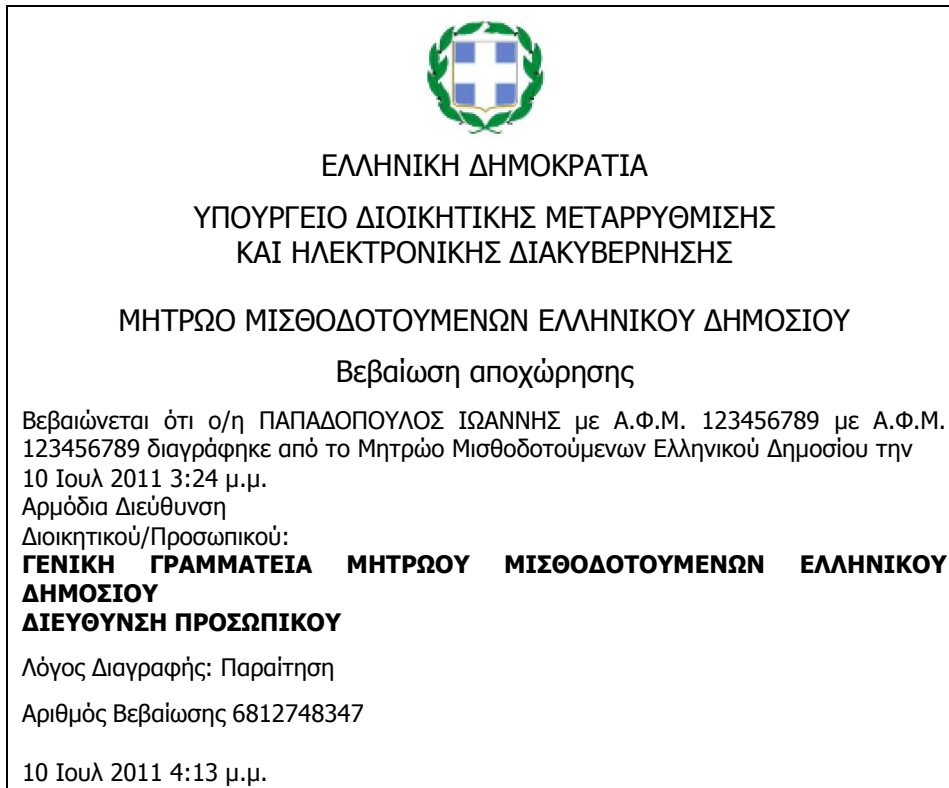 ΕΛΛΗΝΙΚΗ ΔΗΜΟΚΡΑΤΙΑ
ΥΠΟΥΡΓΕΙΟ ΔΙΟΙΚΗΤΙΚΗΣ ΜΕΤΑΡΡΥΘΜΙΣΗΣ
ΚΑΙ ΗΛΕΚΤΡΟΝΙΚΗΣ ΔΙΑΚΥΒΕΡΝΗΣΗΣ
ΜΗΤΡΩΟ ΜΙΣΘΟΔΟΤΟΥΜΕΝΩΝ ΕΛΛΗΝΙΚΟΥ ΔΗΜΟΣΙΟΥ
Βεβαίωση αποχώρησης
Βεβαιώνεται ότι ο/η ΠΑΠΑΔΟΠΟΥΛΟΣ ΙΩΑΝΝΗΣ με Α.Φ.Μ. 123456789 με Α.Φ.Μ.
123456789 διαγράφηκε από το Μητρώο Μισθοδοτούμενων Ελληνικού Δημοσίου την
10 Ιουλ 2011 3:24 μ.μ.
Αρμόδια Διεύθυνση
Διοικητικού/Προσωπικού:
ΓΕΝΙΚΗ ΓΡΑΜΜΑΤΕΙΑ ΜΗΤΡΩΟΥ ΜΙΣΘΟΔΟΤΟΥΜΕΝΩΝ ΕΛΛΗΝΙΚΟΥ
ΔΗΜΟΣΙΟΥ
ΔΙΕΥΘΥΝΣΗ ΠΡΟΣΩΠΙΚΟΥ
Λόγος Διαγραφής: Παραίτηση
Αριθμός Βεβαίωσης 6812748347
10 Ιουλ 2011 4:13 μ.μ.